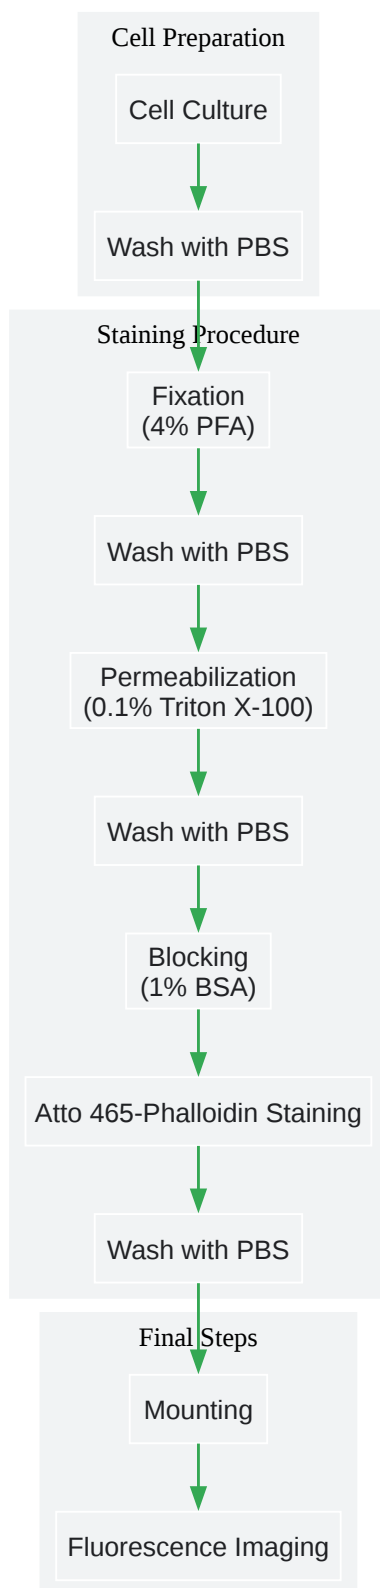 Cell Preparation
Cell Culture
Wash with PBS
Staining Procedure
Fixation
(4% PFA)
Wash with PBS
Permeabilization
(0.1% Triton X-100)
Wash with PBS
Blocking
(1% BSA)
Atto 465-Phalloidin Staining
Wash with PBS
Final Steps
Mounting
Fluorescence Imaging